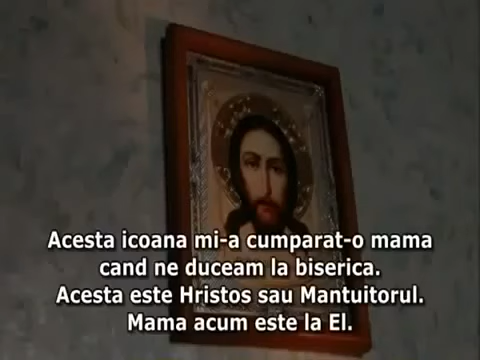 Acesta icoana mi-a cumparat-o mama
cand ne duceam la biserica.
Acesta este Hristos sau Mantuitorul.
Mama acum este la El.